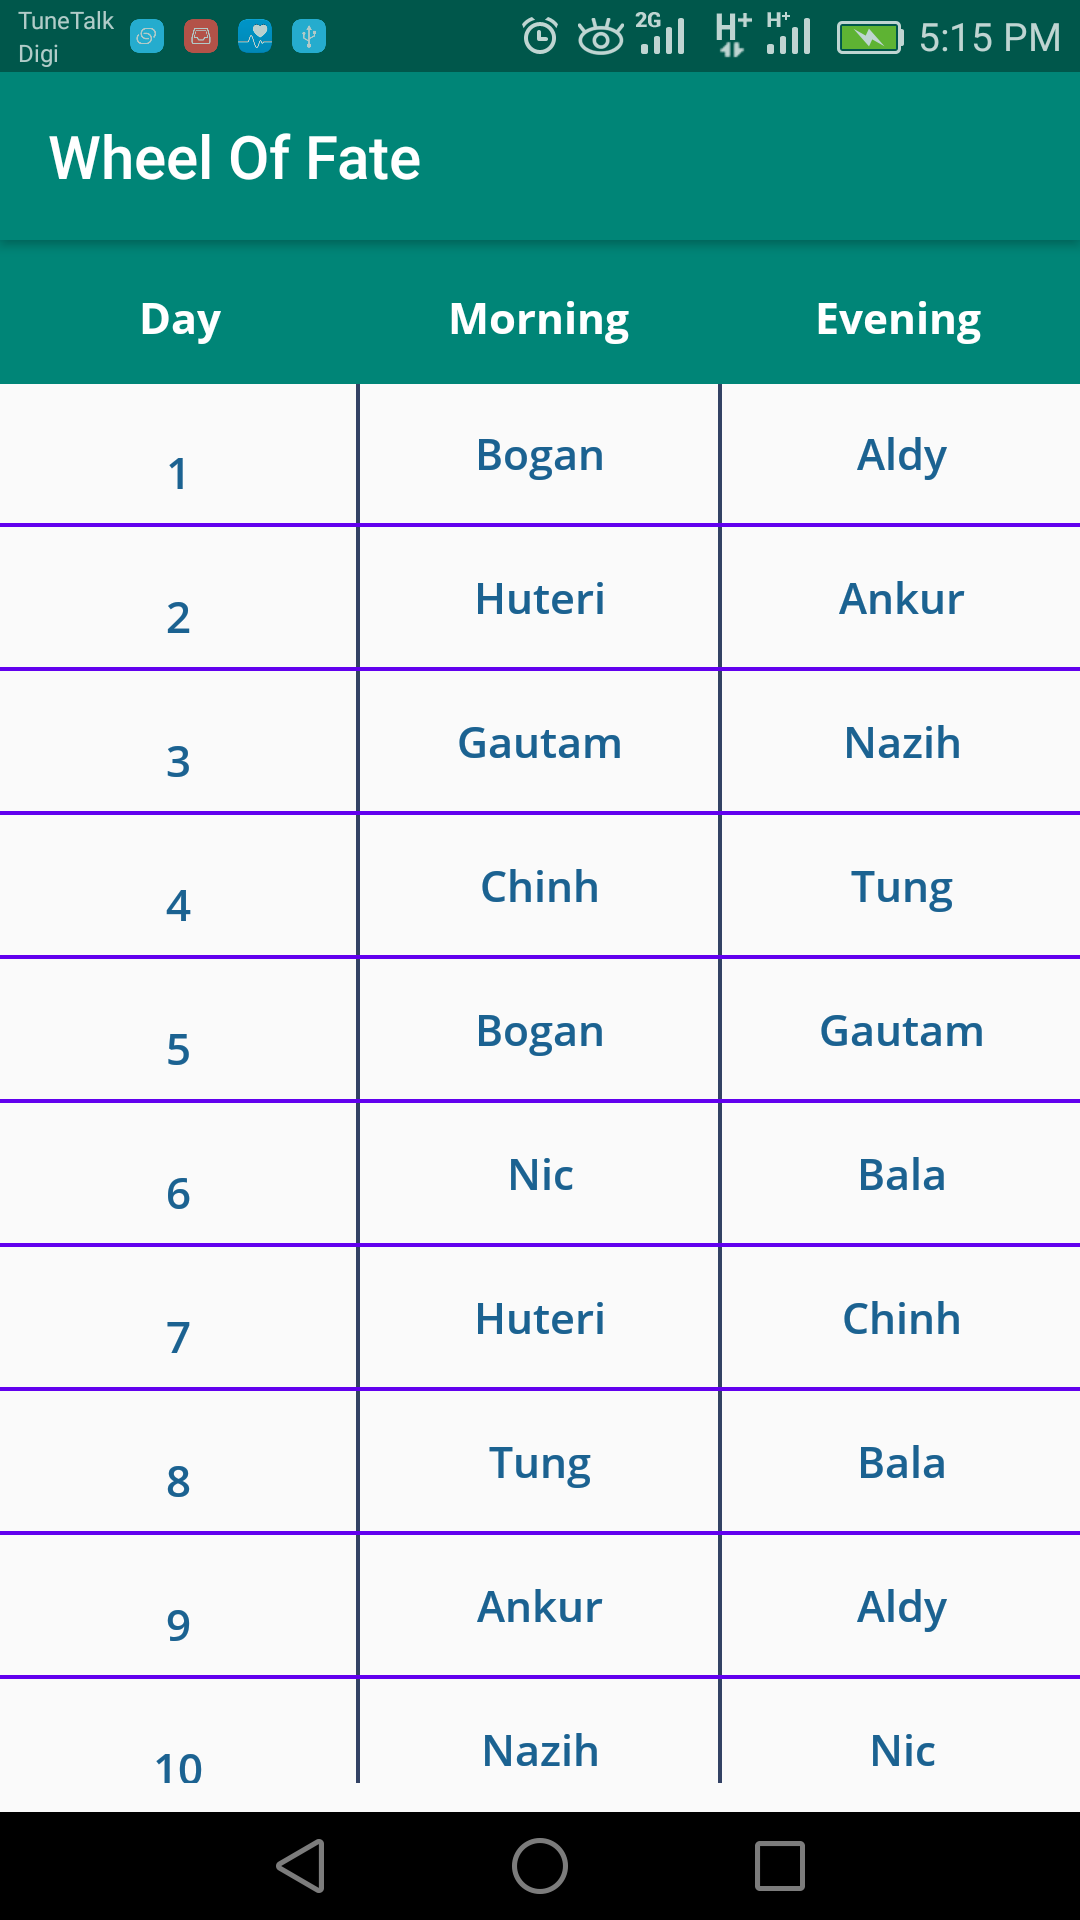 TuneTalk
Digi
2G H+ H+ 5:15 PM
Wheel Of Fate
Day Morning Evening
1 Bogan Aldy
2 Huteri Ankur
3 Gautam Nazih
4 Chinh Tung
5 Bogan Gautam
6 Nic Bala
7 Huteri Chinh
8 Tung Bala
9 Ankur Aldy
10 Nazih Nic